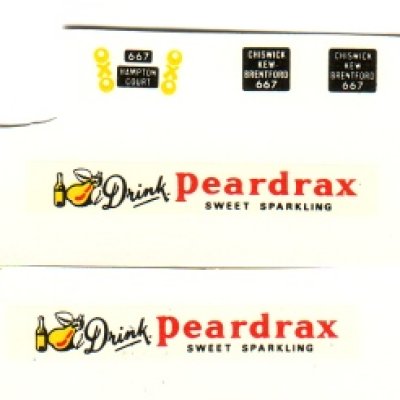 667
HAMPTON
COURT
CHISWICK
KEW
BRENTFORD
667
CHISWICK
KEW
BRENTFORD
667
Drink Peardrax
SWEET SPARKLING
Drink Peardrax
SWEET SPARKLING